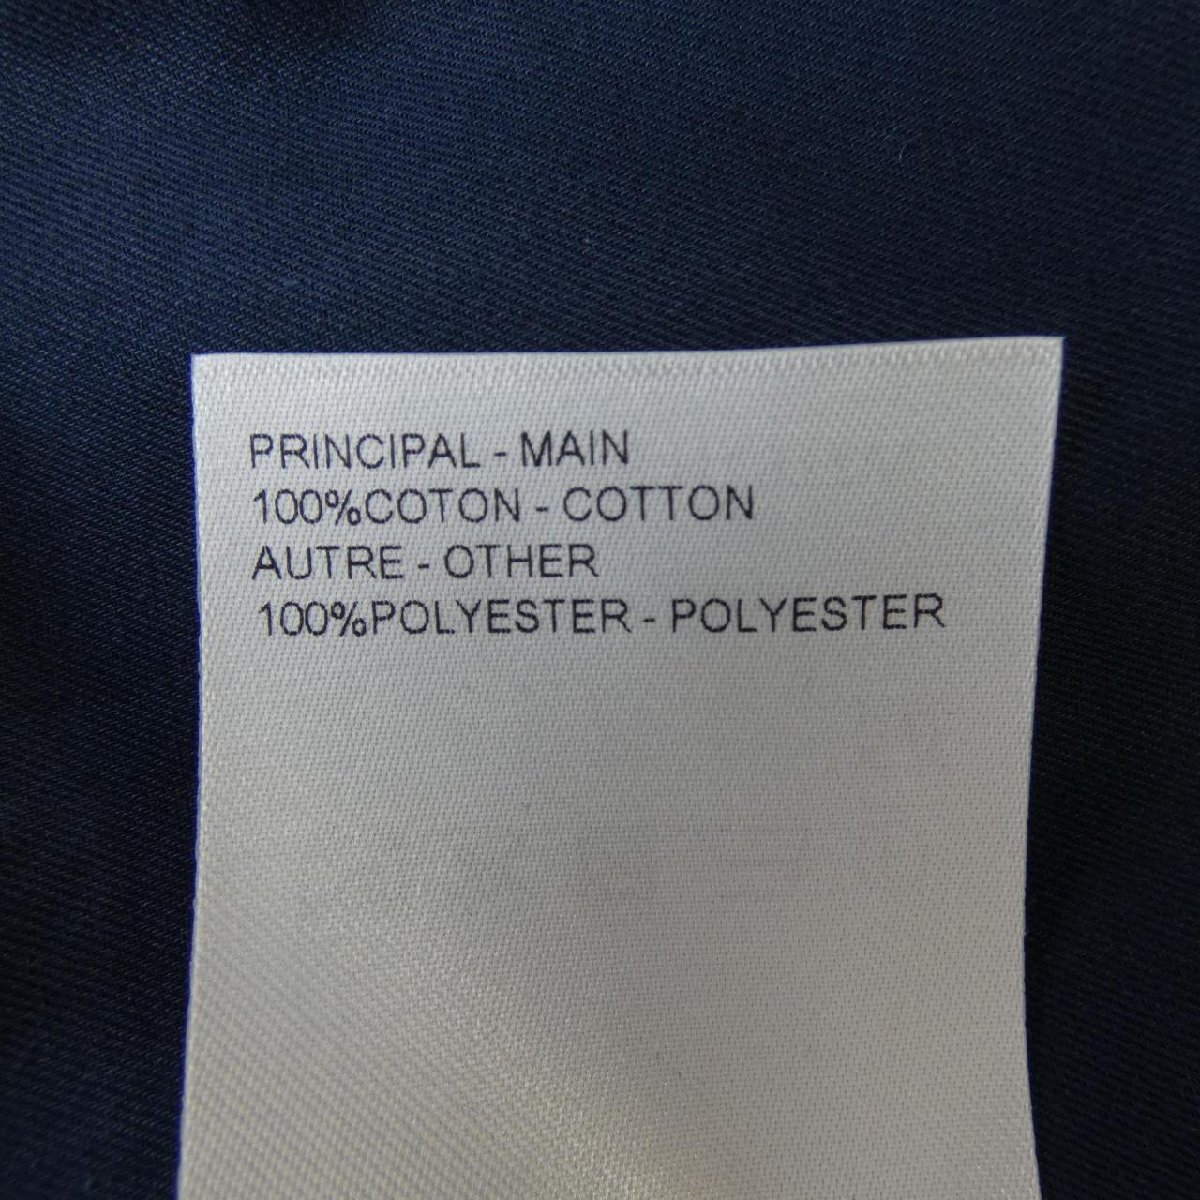 PRINCIPAL - MAIN
100%COTON - COTTON
AUTRE - OTHER
100%POLYESTER - POLYESTER